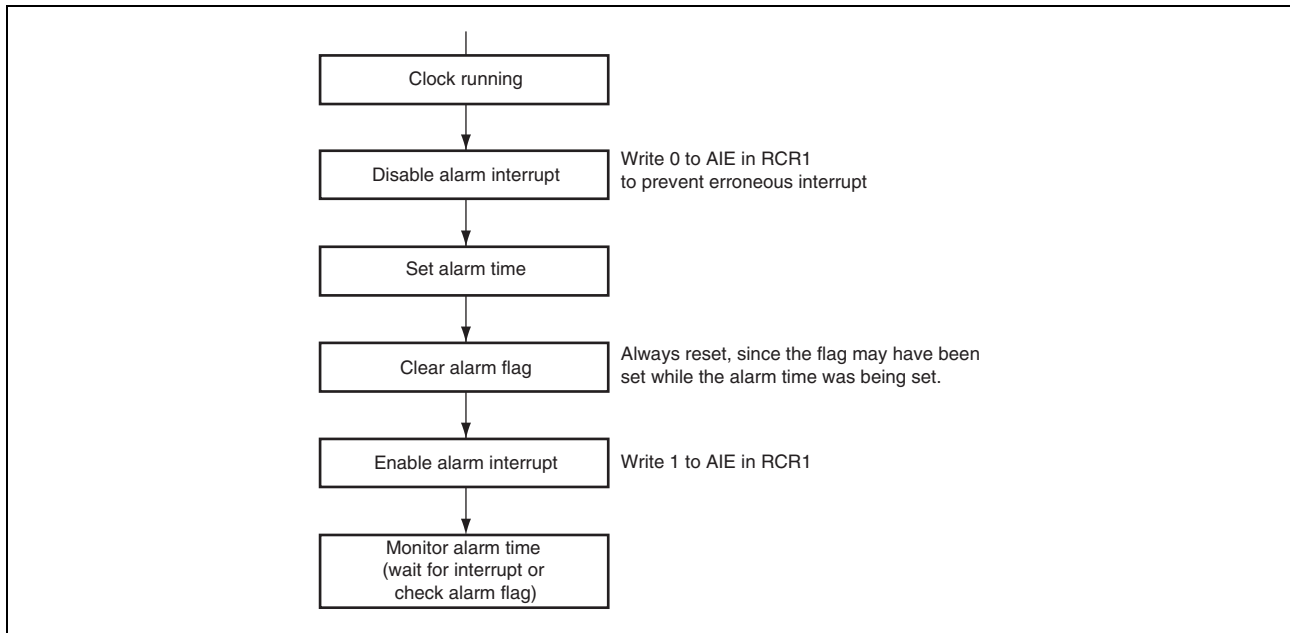 Clock running
Disable alarm interrupt
Write 0 to AIE in RCR1
to prevent erroneous interrupt
Set alarm time
Clear alarm flag
Always reset, since the flag may have been
set while the alarm time was being set.
Enable alarm interrupt
Write 1 to AIE in RCR1
Monitor alarm time
(wait for interrupt or
check alarm flag)